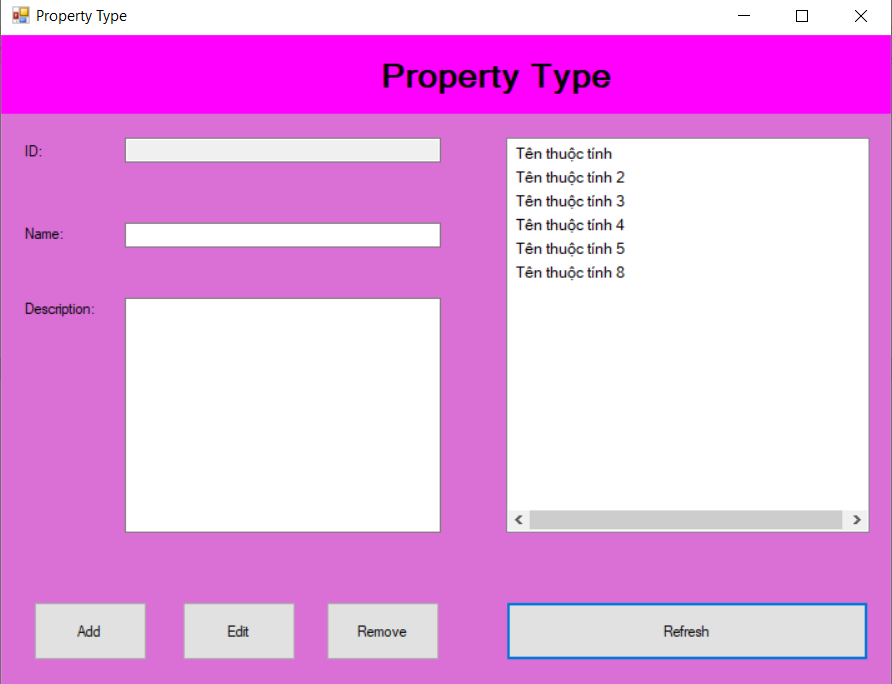 Property Type
Property Type
ID:
Name:
Description:
Tên thuộc tính
Tên thuộc tính 2
Tên thuộc tính 3
Tên thuộc tính 4
Tên thuộc tính 5
Tên thuộc tính 8
Add
Edit
Remove
Refresh